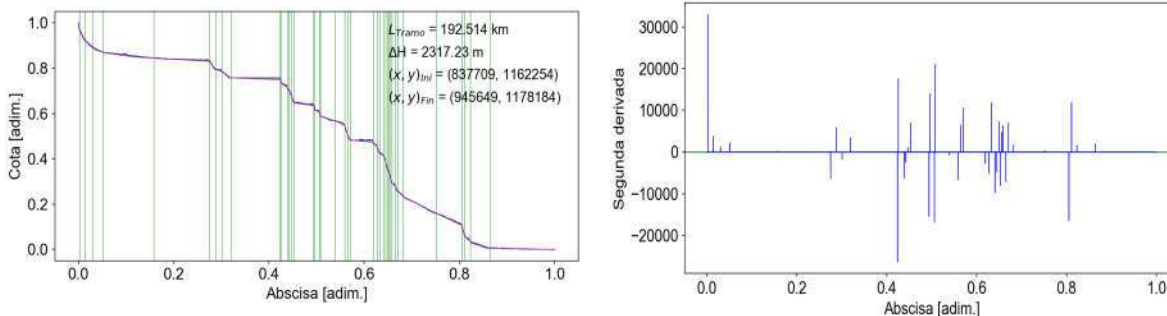 1.0
0.8
0.6
0.4
0.2
0.0
Cota [adim.]
L_Tramo = 192.514 km
ΔH = 2317.23 m
(x, y)_Ini = (837709, 1162254)
(x, y)_Fin = (945649, 1178184)
0.0 0.2 0.4 0.6 0.8 1.0
Abscisa [adim.]
30000
20000
10000
0
−10000
−20000
Segunda derivada
0.0 0.2 0.4 0.6 0.8 1.0
Abscisa [adim.]